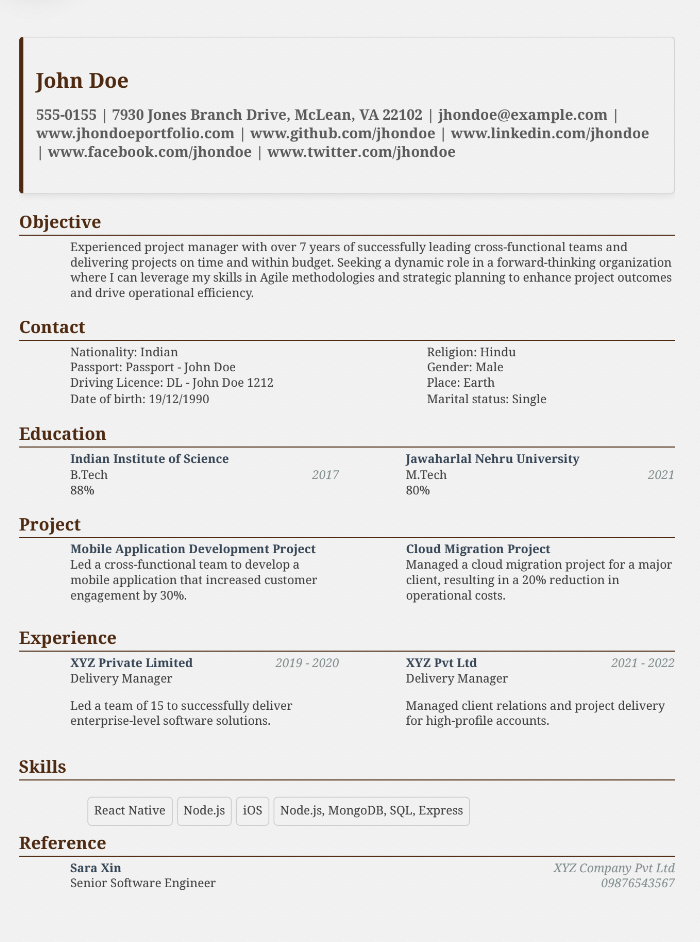 John Doe
555-0155 | 7930 Jones Branch Drive, McLean, VA 22102 | jhondoe@example.com |
www.jhondoeportfolio.com | www.github.com/jhondoe | www.linkedin.com/jhondoe
| www.facebook.com/jhondoe | www.twitter.com/jhondoe
Objective
Experienced project manager with over 7 years of successfully leading cross-functional teams and
delivering projects on time and within budget. Seeking a dynamic role in a forward-thinking organization
where I can leverage my skills in Agile methodologies and strategic planning to enhance project outcomes
and drive operational efficiency.
Contact
Nationality: Indian
Passport: Passport - John Doe
Driving Licence: DL - John Doe 1212
Date of birth: 19/12/1990
Religion: Hindu
Gender: Male
Place: Earth
Marital status: Single
Education
Indian Institute of Science
B.Tech 2017
88%
Jawaharlal Nehru University
M.Tech 2021
80%
Project
Mobile Application Development Project
Led a cross-functional team to develop a
mobile application that increased customer
engagement by 30%.
Cloud Migration Project
Managed a cloud migration project for a major
client, resulting in a 20% reduction in
operational costs.
Experience
XYZ Private Limited 2019 - 2020
Delivery Manager
Led a team of 15 to successfully deliver
enterprise-level software solutions.
XYZ Pvt Ltd 2021 - 2022
Delivery Manager
Managed client relations and project delivery
for high-profile accounts.
Skills
React Native Node.js iOS Node.js, MongoDB, SQL, Express
Reference
Sara Xin XYZ Company Pvt Ltd
Senior Software Engineer 09876543567